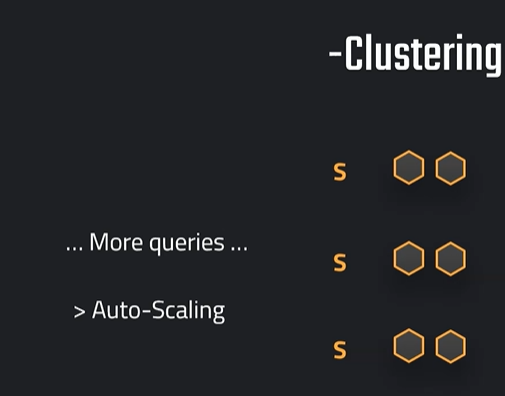 -Clustering
S
... More queries ...
S
> Auto-Scaling
S